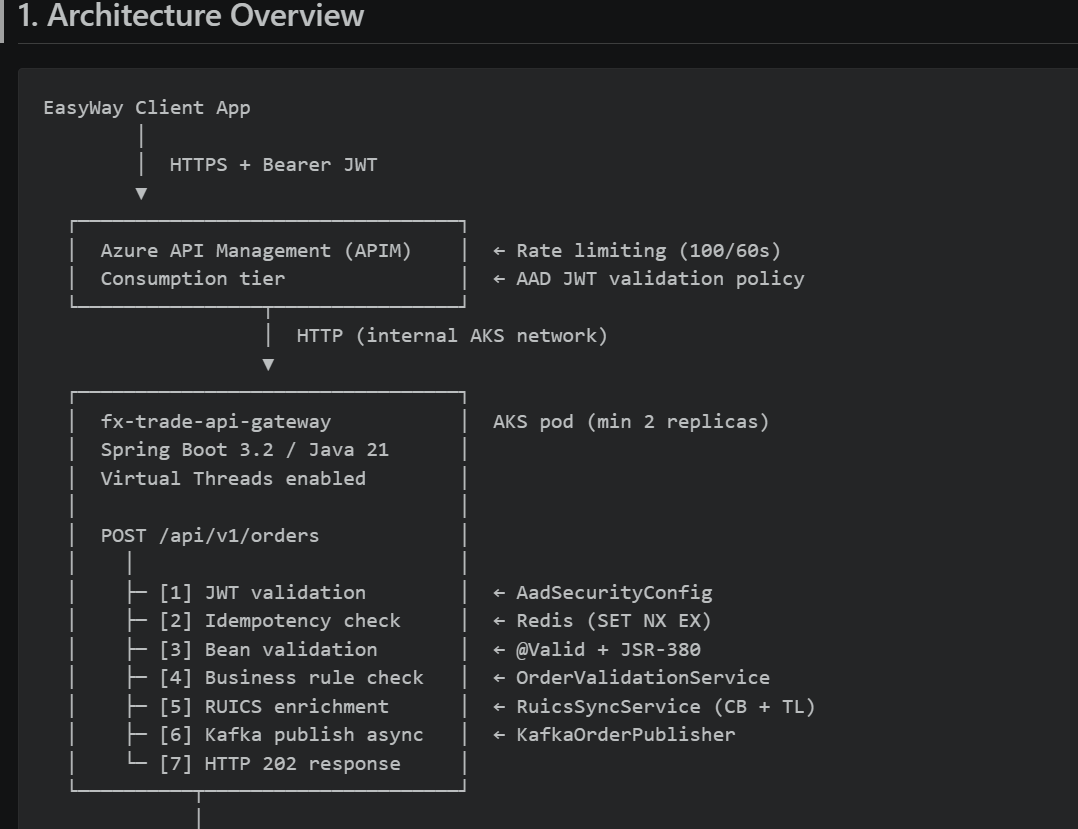 1. Architecture Overview
EasyWay Client App
HTTPS + Bearer JWT
Azure API Management (APIM) ← Rate limiting (100/60s)
Consumption tier ← AAD JWT validation policy
HTTP (internal AKS network)
fx-trade-api-gateway AKS pod (min 2 replicas)
Spring Boot 3.2 / Java 21
Virtual Threads enabled
POST /api/v1/orders
[1] JWT validation ← AadSecurityConfig
[2] Idempotency check ← Redis (SET NX EX)
[3] Bean validation ← @Valid + JSR-380
[4] Business rule check ← OrderValidationService
[5] RUICS enrichment ← RuicsSyncService (CB + TL)
[6] Kafka publish async ← KafkaOrderPublisher
[7] HTTP 202 response